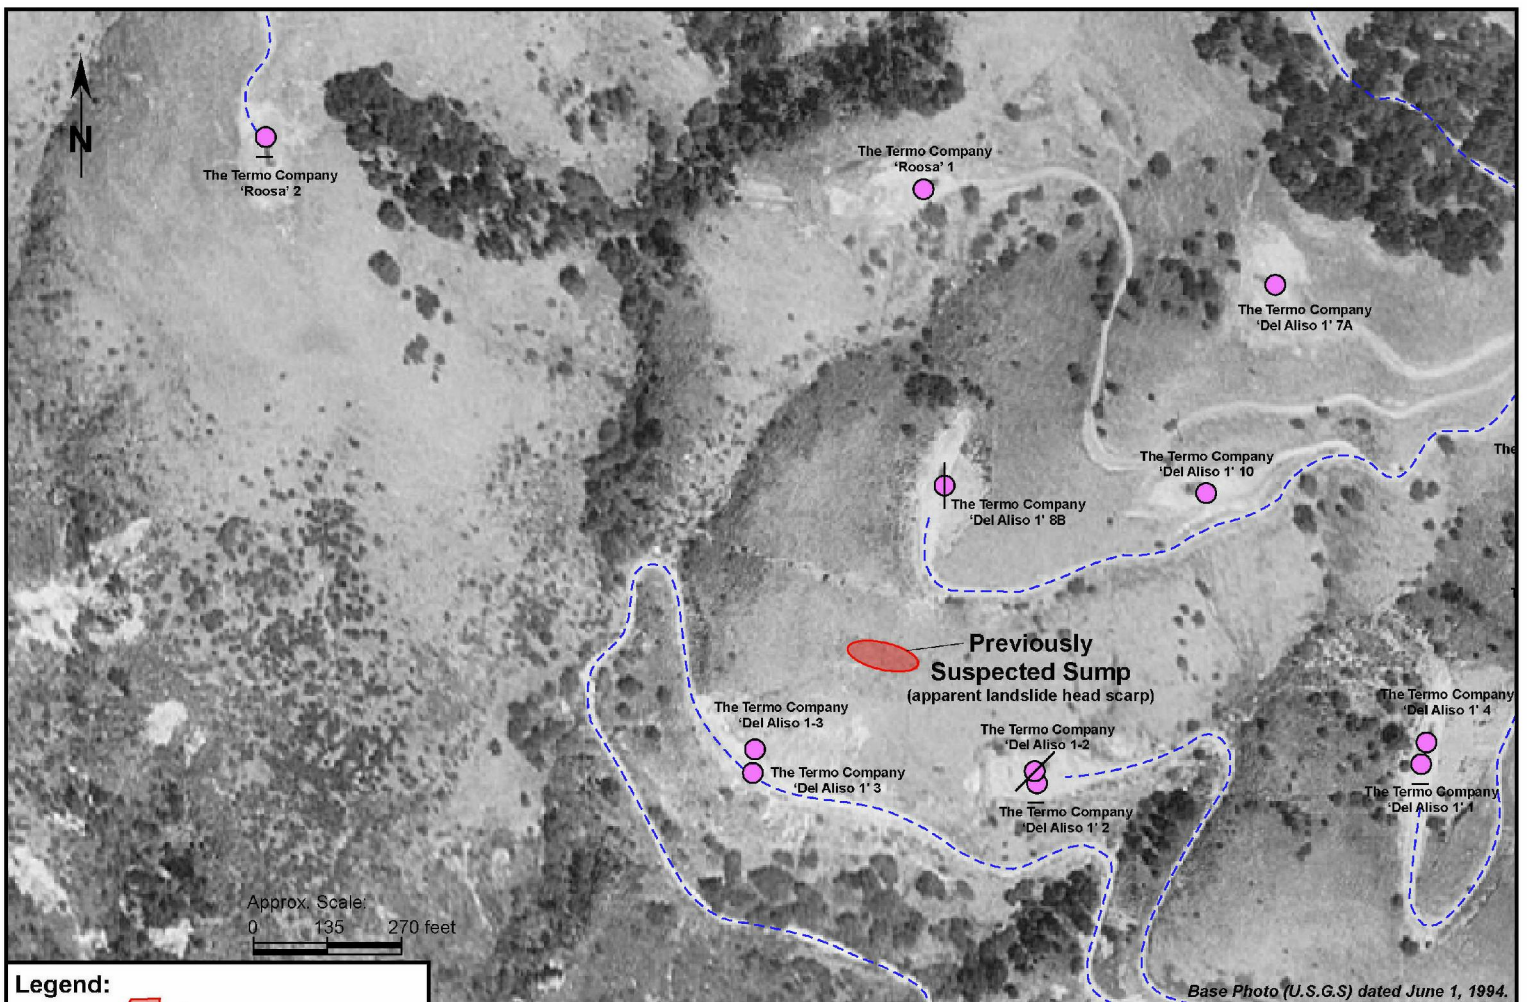 N
The Termo Company
'Roosa' 2
The Termo Company
'Roosa' 1
The Termo Company
'Del Aliso 1' 7A
The
The Termo Company
'Del Aliso 1' 10
The Termo Company
'Del Aliso 1' 8B
Previously
Suspected Sump
(apparent landslide head scarp)
The Termo Company
'Del Aliso 1' 4
The Termo Company
'Del Aliso 1-3
The Termo Company
'Del Aliso 1-2
The Termo Company
'Del Aliso 1' 3
The Termo Company
'Del Aliso 1' 1
The Termo Company
'Del Aliso 1' 2
Approx. Scale:
0 135 270 feet
Legend:
Base Photo (U.S.G.S) dated June 1, 1994.